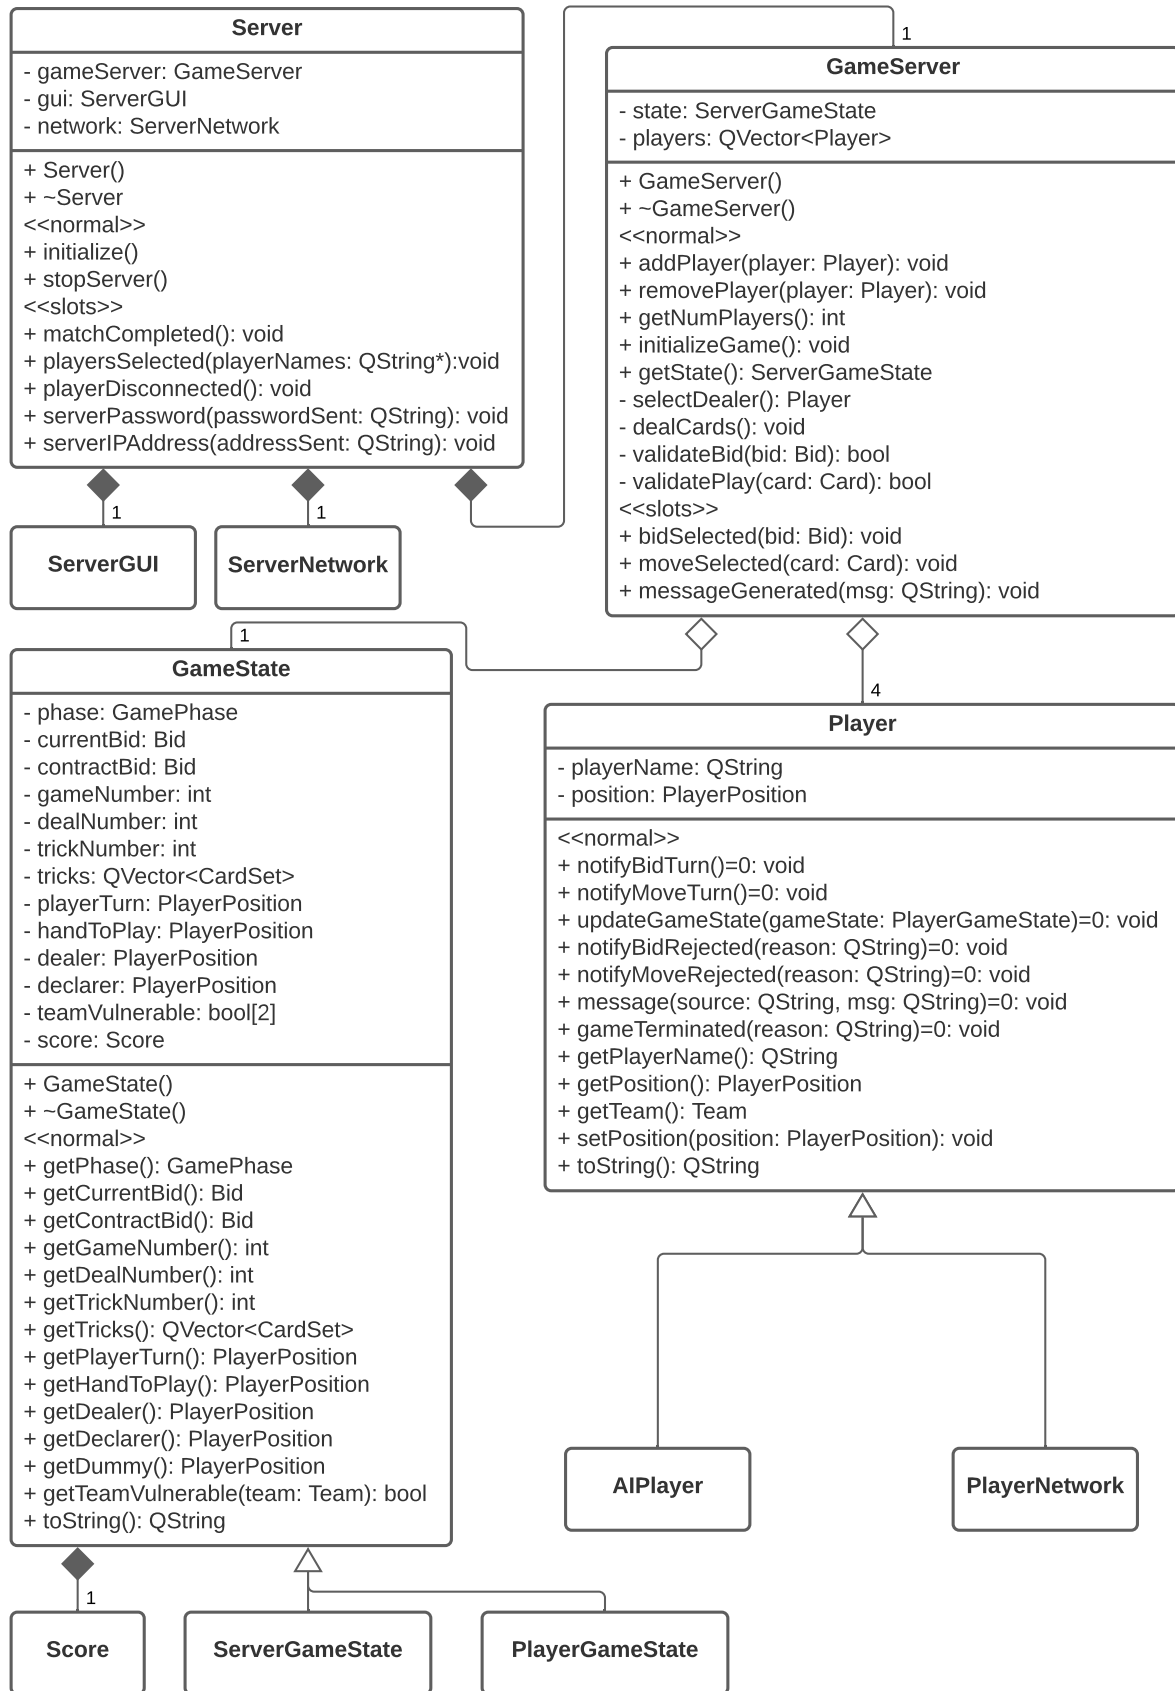 Server
- gameServer: GameServer
- gui: ServerGUI
- network: ServerNetwork
+ Server()
+ ~Server
<<normal>>
+ initialize()
+ stopServer()
<<slots>>
+ matchCompleted(): void
+ playersSelected(playerNames: QString*):void
+ playerDisconnected(): void
+ serverPassword(passwordSent: QString): void
+ serverIPAddress(addressSent: QString): void
1
1
ServerGUI
ServerNetwork
1
GameServer
- state: ServerGameState
- players: QVector<Player>
+ GameServer()
+ ~GameServer()
<<normal>>
+ addPlayer(player: Player): void
+ removePlayer(player: Player): void
+ getNumPlayers(): int
+ initializeGame(): void
+ getState(): ServerGameState
- selectDealer(): Player
- dealCards(): void
- validateBid(bid: Bid): bool
- validatePlay(card: Card): bool
<<slots>>
+ bidSelected(bid: Bid): void
+ moveSelected(card: Card): void
+ messageGenerated(msg: QString): void
1
GameState
- phase: GamePhase
- currentBid: Bid
- contractBid: Bid
- gameNumber: int
- dealNumber: int
- trickNumber: int
- tricks: QVector<CardSet>
- playerTurn: PlayerPosition
- handToPlay: PlayerPosition
- dealer: PlayerPosition
- declarer: PlayerPosition
- teamVulnerable: bool[2]
- score: Score
+ GameState()
+ ~GameState()
<<normal>>
+ getPhase(): GamePhase
+ getCurrentBid(): Bid
+ getContractBid(): Bid
+ getGameNumber(): int
+ getDealNumber(): int
+ getTrickNumber(): int
+ getTricks(): QVector<CardSet>
+ getPlayerTurn(): PlayerPosition
+ getHandToPlay(): PlayerPosition
+ getDealer(): PlayerPosition
+ getDeclarer(): PlayerPosition
+ getDummy(): PlayerPosition
+ getTeamVulnerable(team: Team): bool
+ toString(): QString
4
Player
- playerName: QString
- position: PlayerPosition
<<normal>>
+ notifyBidTurn()=0: void
+ notifyMoveTurn()=0: void
+ updateGameState(gameState: PlayerGameState)=0: void
+ notifyBidRejected(reason: QString)=0: void
+ notifyMoveRejected(reason: QString)=0: void
+ message(source: QString, msg: QString)=0: void
+ gameTerminated(reason: QString)=0: void
+ getPlayerName(): QString
+ getPosition(): PlayerPosition
+ getTeam(): Team
+ setPosition(position: PlayerPosition): void
+ toString(): QString
AIPlayer
PlayerNetwork
1
Score
ServerGameState
PlayerGameState